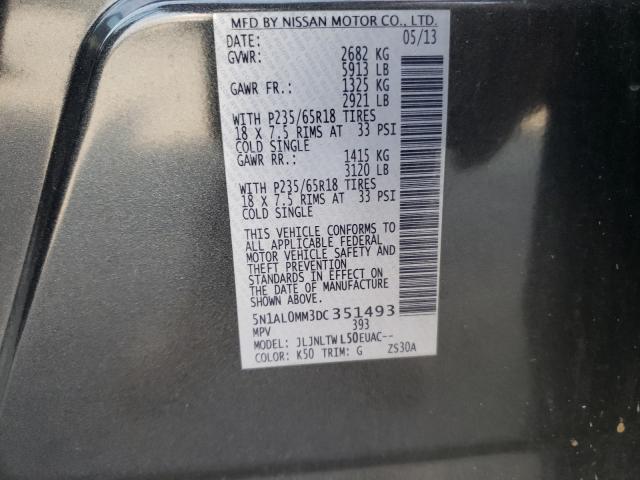 MFD BY NISSAN MOTOR CO., LTD.
DATE: 05/13
GVWR: 2682 KG
5913 LB
GAWR FR.: 1325 KG
2921 LB
WITH P235/65R18 TIRES
18 X 7.5 RIMS AT 33 PSI
COLD SINGLE
GAWR RR.: 1415 KG
3120 LB
WITH P235/65R18 TIRES
18 X 7.5 RIMS AT 33 PSI
COLD SINGLE
THIS VEHICLE CONFORMS TO
ALL APPLICABLE FEDERAL
MOTOR VEHICLE SAFETY AND
THEFT PREVENTION
STANDARDS IN EFFECT ON
THE DATE OF MANUFACTURE
SHOWN ABOVE.
5N1AL0MM3DC351493
MPV 393
MODEL: JLJNLTWL50EUAC--
COLOR: K50 TRIM: G ZS30A